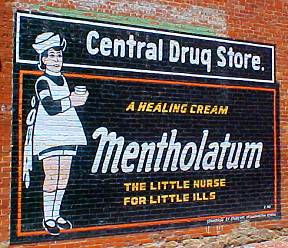 Central Drug Store.
A HEALING CREAM
Mentholatum
THE LITTLE NURSE
FOR LITTLE ILLS